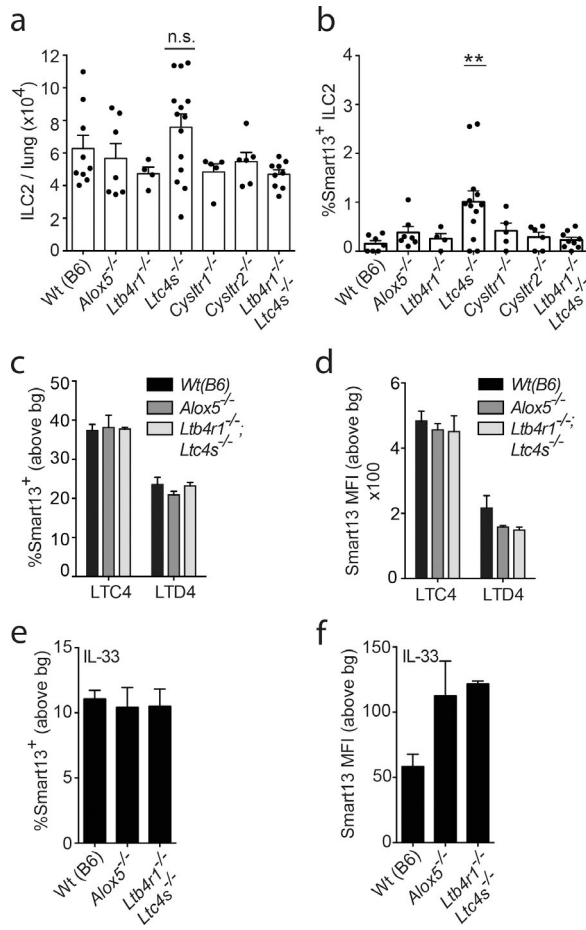 a
n.s.
ILC2 / lung (x10⁴)
12
10
8
6
4
2
0
Wt (B6)
Alox5⁻/⁻
Ltb4r1⁻/⁻
Ltc4s⁻/⁻
Cysltr1⁻/⁻
Cysltr2⁻/⁻
Ltb4r1⁻/⁻
Ltc4s⁻/⁻
b
**
%Smart13⁺ ILC2
4
3
2
1
0
Wt (B6)
Alox5⁻/⁻
Ltb4r1⁻/⁻
Ltc4s⁻/⁻
Cysltr1⁻/⁻
Cysltr2⁻/⁻
Ltb4r1⁻/⁻
Ltc4s⁻/⁻
c
%Smart13⁺ (above bg)
50
40
30
20
10
0
Wt(B6)
Alox5⁻/⁻
Ltb4r1⁻/⁻;
Ltc4s⁻/⁻
LTC4
LTD4
d
Smart13 MFI (above bg)
x100
6
4
2
0
Wt(B6)
Alox5⁻/⁻
Ltb4r1⁻/⁻;
Ltc4s⁻/⁻
LTC4
LTD4
e
IL-33
%Smart13⁺ (above bg)
15
10
5
0
Wt (B6)
Alox5⁻/⁻
Ltb4r1⁻/⁻
Ltc4s⁻/⁻
f
IL-33
Smart13 MFI (above bg)
150
100
50
0
Wt (B6)
Alox5⁻/⁻
Ltb4r1⁻/⁻
Ltc4s⁻/⁻